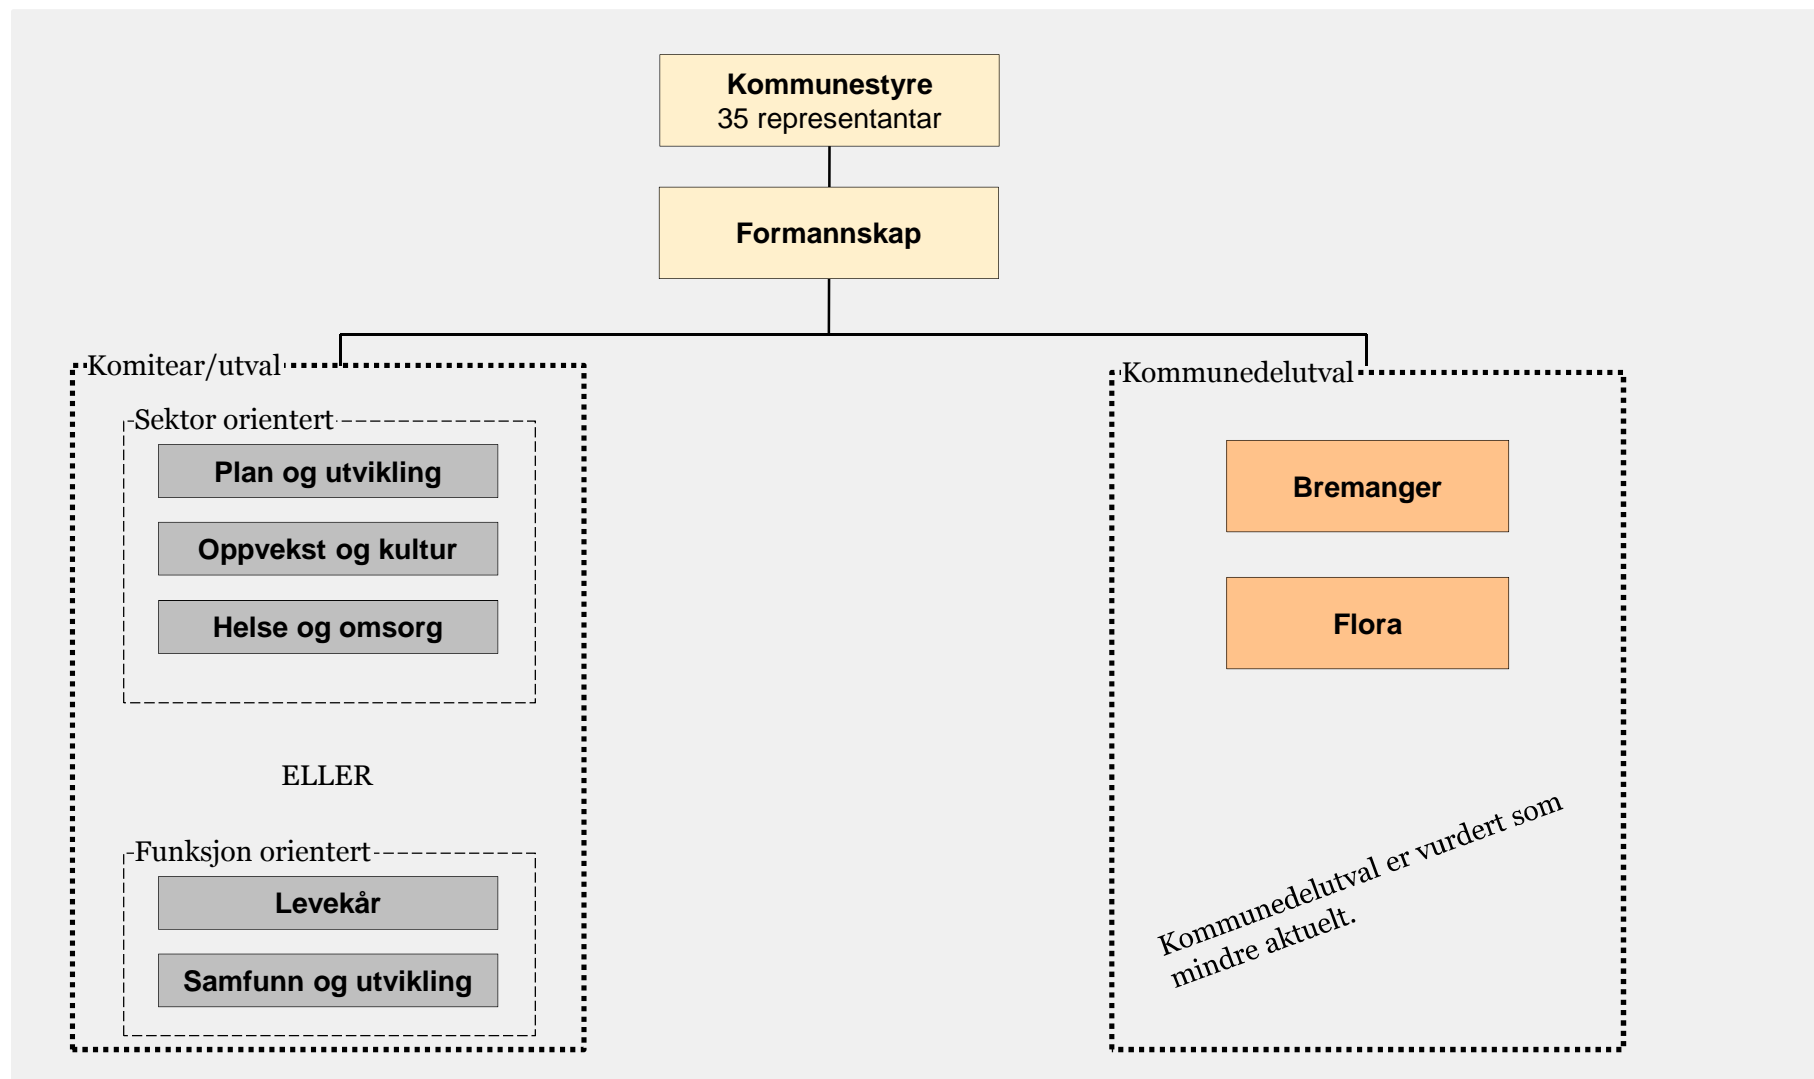 Kommunestyre
35 representantar
Formannskap
Komitear/utval
Sektor orientert
Plan og utvikling
Oppvekst og kultur
Helse og omsorg
ELLER
Funksjon orientert
Levekår
Samfunn og utvikling
Kommunedelutval
Bremanger
Flora
Kommunedelutval er vurdert som
mindre aktuelt.